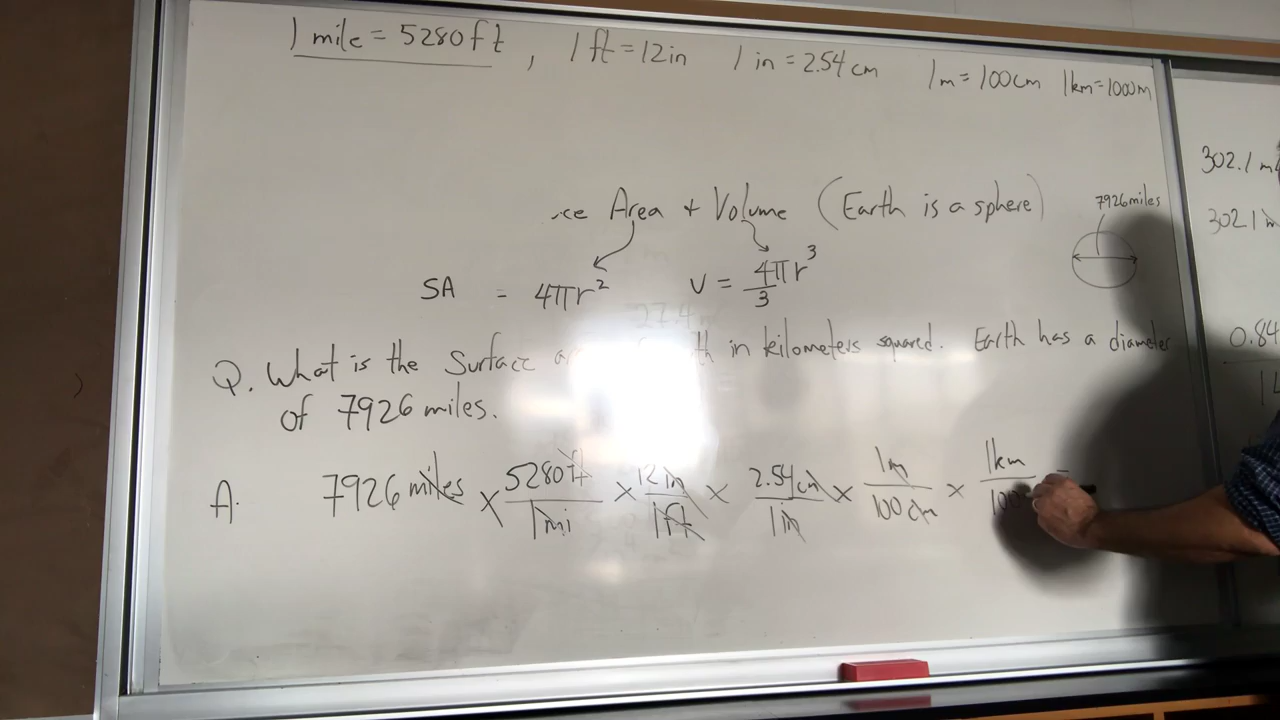 1 mile = 5280 ft , 1 ft = 12 in 1 in = 2.54 cm 1m = 100cm 1km = 1000m
Area + Volume (Earth is a sphere)
7926 miles
SA = 4πr² V = 4πr³/3
Q. What is the Surface in kilometers squared. Earth has a diameter
of 7926 miles.
A. 7926 miles × 5280 ft/1 mi × 12 in/1 ft × 2.54 cm/1 in × 1m/100 cm × 1km/
302.1
302.1
0.84
14